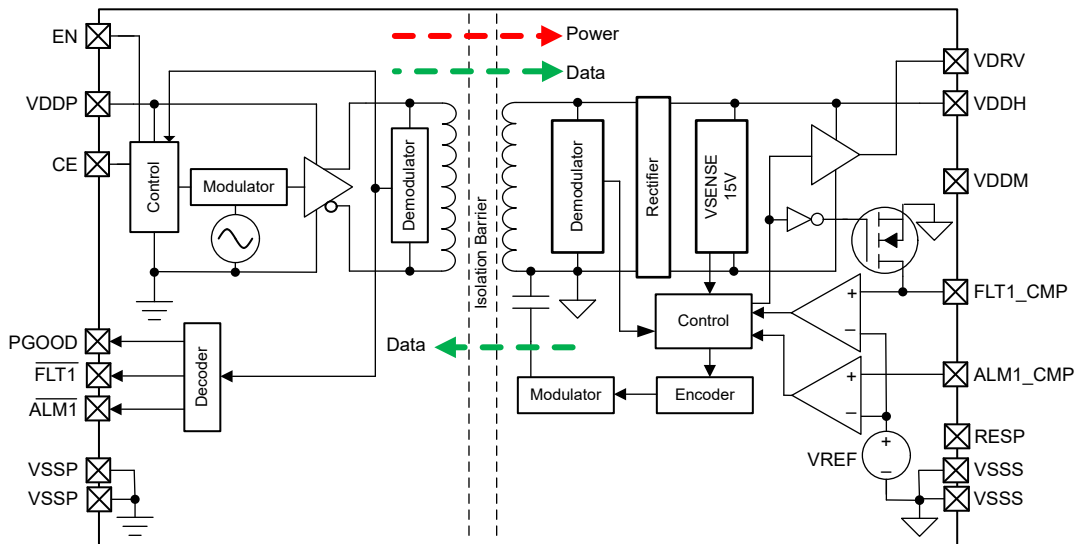 EN
VDDP
CE
PGOOD
FLT1
ALM1
VSSP
VSSP
Control
Modulator
Demodulator
Decoder
Power
Data
Isolation Barrier
Data
Demodulator
Rectifier
VSENSE
15V
Control
Modulator
Encoder
+
−
+
−
VREF
+
−
VDRV
VDDH
VDDM
FLT1_CMP
ALM1_CMP
RESP
VSSS
VSSS